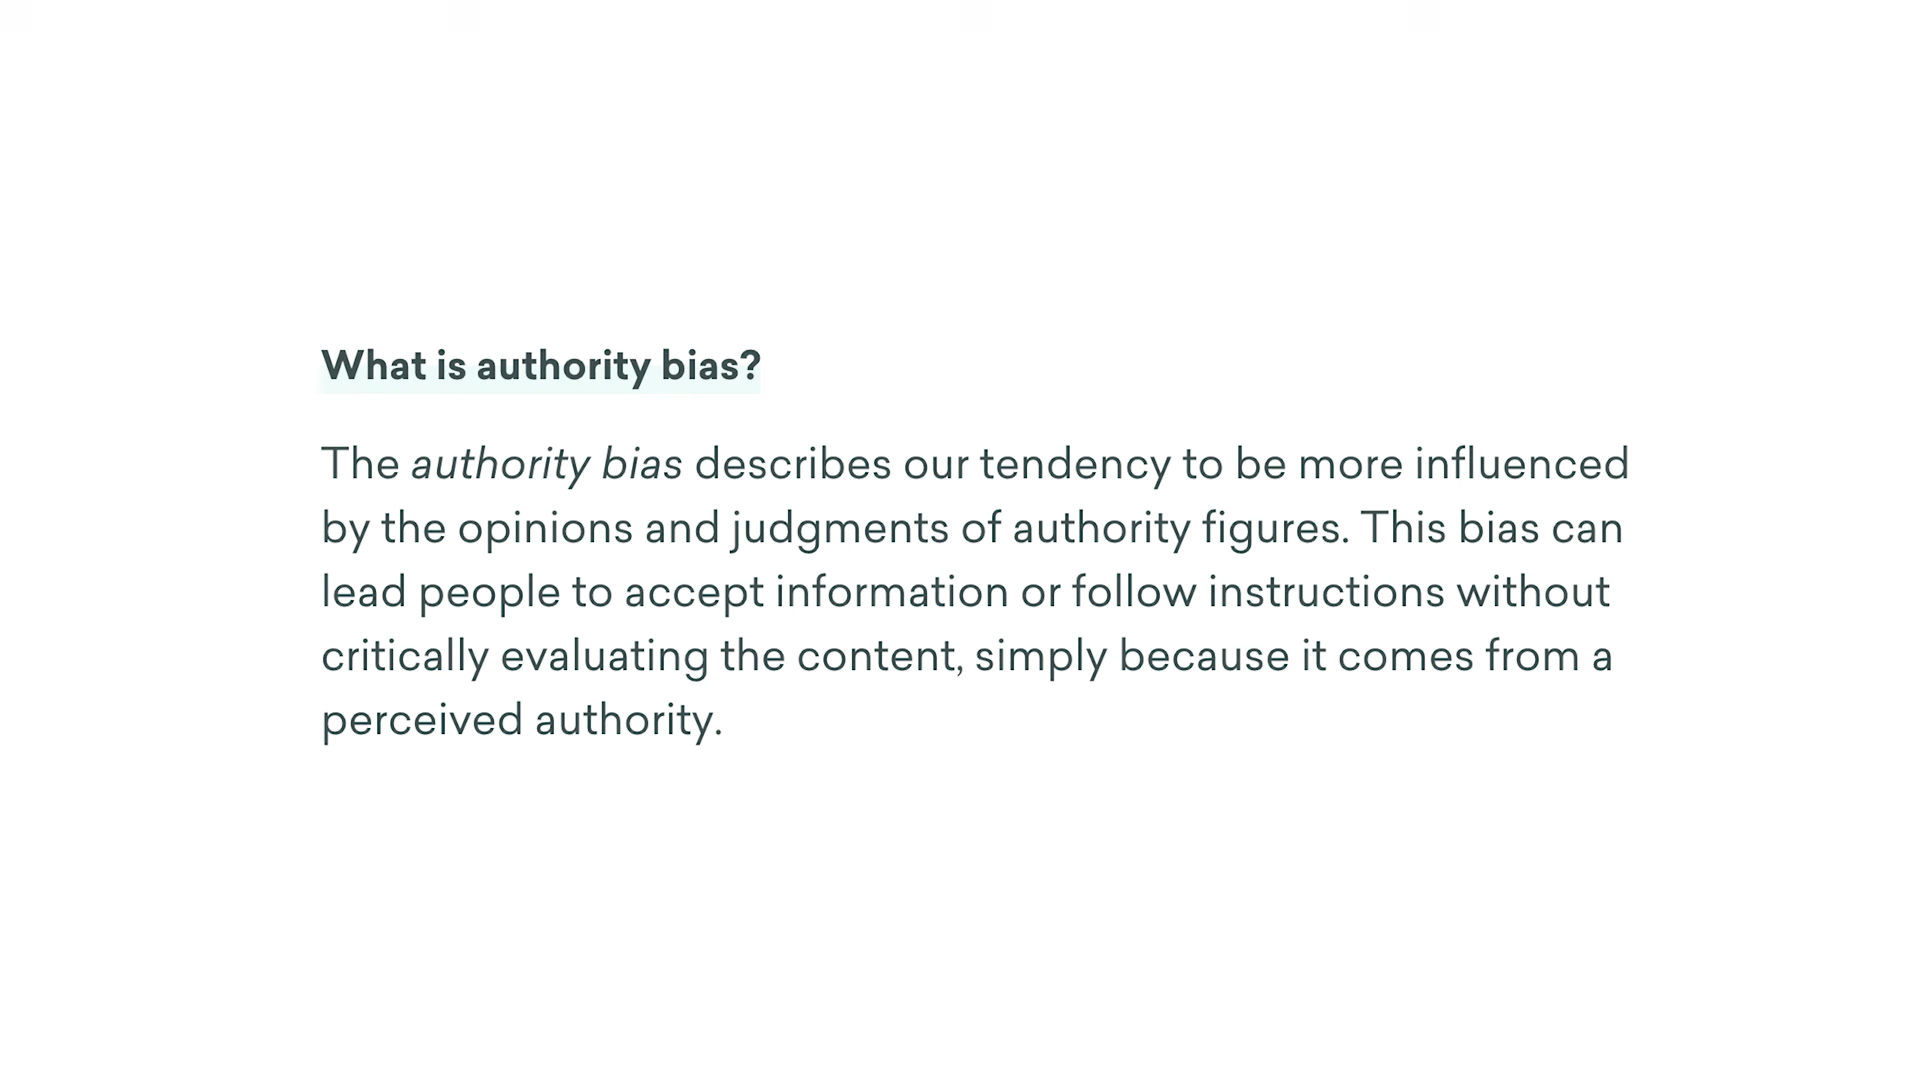 What is authority bias?
The authority bias describes our tendency to be more influenced
by the opinions and judgments of authority figures. This bias can
lead people to accept information or follow instructions without
critically evaluating the content, simply because it comes from a
perceived authority.